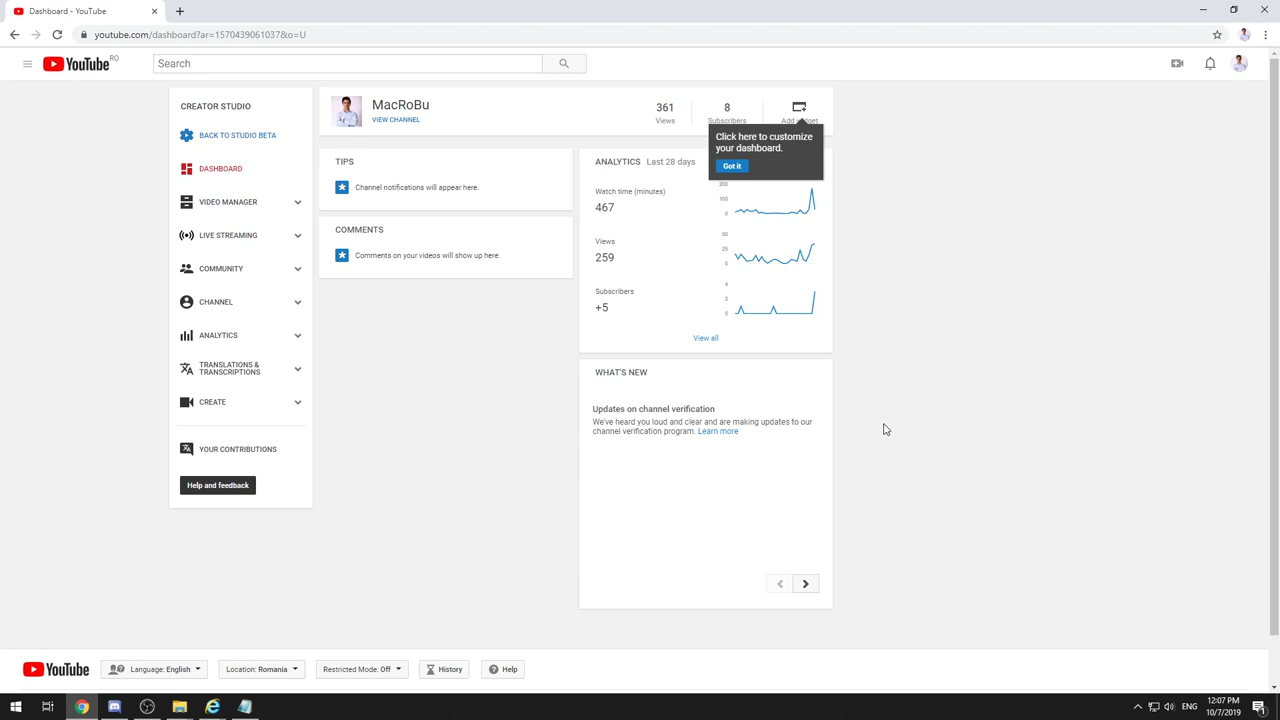 Dashboard - YouTube
youtube.com/dashboard?ar=1570439061037&o=U
YouTube RO
Search
CREATOR STUDIO
BACK TO STUDIO BETA
DASHBOARD
VIDEO MANAGER
LIVE STREAMING
COMMUNITY
CHANNEL
ANALYTICS
TRANSLATIONS &
TRANSCRIPTIONS
CREATE
YOUR CONTRIBUTIONS
Help and feedback
MacRoBu
VIEW CHANNEL
361
Views
8
Subscribers
Add widget
Click here to customize
your dashboard.
Got it
TIPS
Channel notifications will appear here.
COMMENTS
Comments on your videos will show up here.
ANALYTICS Last 28 days
Watch time (minutes)
467
200
100
0
Views
259
50
25
0
Subscribers
+5
4
2
0
View all
WHAT'S NEW
Updates on channel verification
We've heard you loud and clear and are making updates to our
channel verification program. Learn more
YouTube
Language: English
Location: Romania
Restricted Mode: Off
History
Help
ENG
12:07 PM
10/7/2019
1